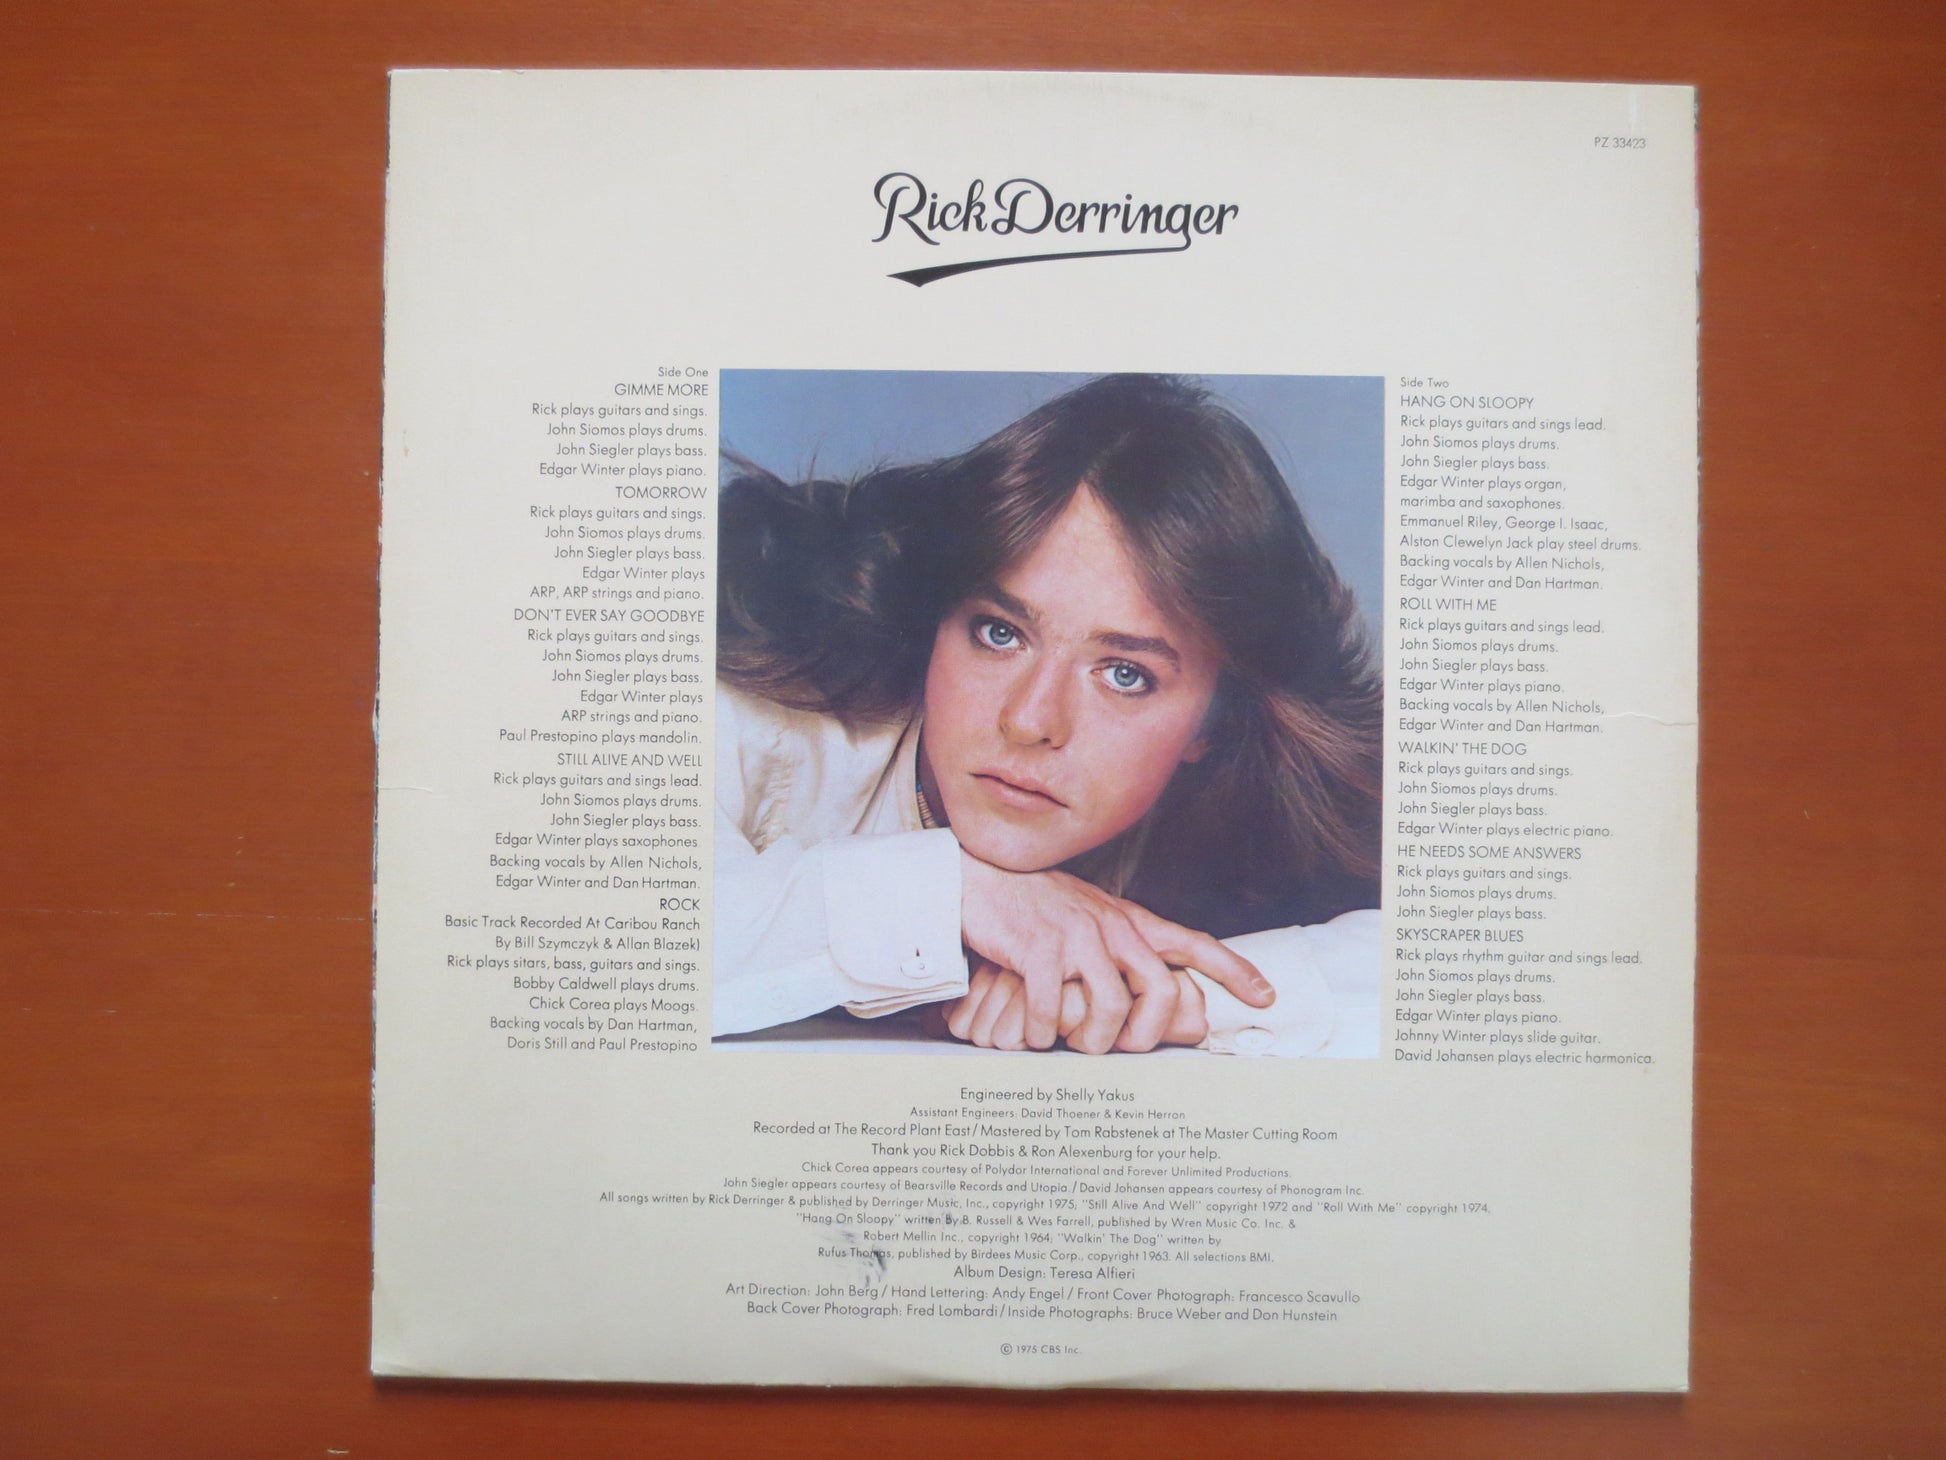 PZ 33423
Rick Derringer
Side One
GIMME MORE
Rick plays guitars and sings.
John Siomos plays drums.
John Siegler plays bass.
Edgar Winter plays piano.
TOMORROW
Rick plays guitars and sings.
John Siomos plays drums.
John Siegler plays bass.
Edgar Winter plays
ARP, ARP strings and piano.
DON'T EVER SAY GOODBYE
Rick plays guitars and sings.
John Siomos plays drums.
John Siegler plays bass.
Edgar Winter plays
ARP strings and piano.
Paul Prestopino plays mandolin.
STILL ALIVE AND WELL
Rick plays guitars and sings lead.
John Siomos plays drums.
John Siegler plays bass.
Edgar Winter plays saxophones.
Backing vocals by Allen Nichols,
Edgar Winter and Dan Hartman.
ROCK
Basic Track Recorded At Caribou Ranch
By Bill Szymczyk & Allan Blazek)
Rick plays sitars, bass, guitars and sings.
Bobby Caldwell plays drums.
Chick Corea plays Moogs.
Backing vocals by Dan Hartman,
Doris Still and Paul Prestopino
Side Two
HANG ON SLOOPY
Rick plays guitars and sings lead.
John Siomos plays drums.
John Siegler plays bass.
Edgar Winter plays organ,
marimba and saxophones.
Emmanuel Riley, George I. Isaac,
Alston Clewelyn Jack play steel drums.
Backing vocals by Allen Nichols,
Edgar Winter and Dan Hartman.
ROLL WITH ME
Rick plays guitars and sings lead.
John Siomos plays drums.
John Siegler plays bass.
Edgar Winter plays piano.
Backing vocals by Allen Nichols,
Edgar Winter and Dan Hartman.
WALKIN' THE DOG
Rick plays guitars and sings.
John Siomos plays drums.
John Siegler plays bass.
Edgar Winter plays electric piano.
HE NEEDS SOME ANSWERS
Rick plays guitars and sings.
John Siomos plays drums.
John Siegler plays bass.
SKYSCRAPER BLUES
Rick plays rhythm guitar and sings lead.
John Siomos plays drums.
John Siegler plays bass.
Edgar Winter plays piano.
Johnny Winter plays slide guitar.
David Johansen plays electric harmonica.
Engineered by Shelly Yakus
Assistant Engineers: David Thoener & Kevin Herron
Recorded at The Record Plant East / Mastered by Tom Rabstenek at The Master Cutting Room
Thank you Rick Dobbis & Ron Alexenburg for your help.
Chick Corea appears courtesy of Polydor International and Forever Unlimited Productions.
John Siegler appears courtesy of Bearsville Records and Utopia. / David Johansen appears courtesy of Phonogram Inc.
All songs written by Rick Derringer & published by Derringer Music, Inc., copyright 1975; "Still Alive And Well" copyright 1972 and "Roll With Me" copyright 1974.
"Hang On Sloopy" written By B. Russell & Wes Farrell, published by Wren Music Co. Inc. &
Robert Mellin Inc., copyright 1964; "Walkin' The Dog" written by
Rufus Thomas, published by Birdees Music Corp., copyright 1963. All selections BMI.
Album Design: Teresa Alfieri
Art Direction: John Berg / Hand Lettering: Andy Engel / Front Cover Photograph: Francesco Scavullo
Back Cover Photograph: Fred Lombardi / Inside Photographs: Bruce Weber and Don Hunstein
© 1975 CBS Inc.